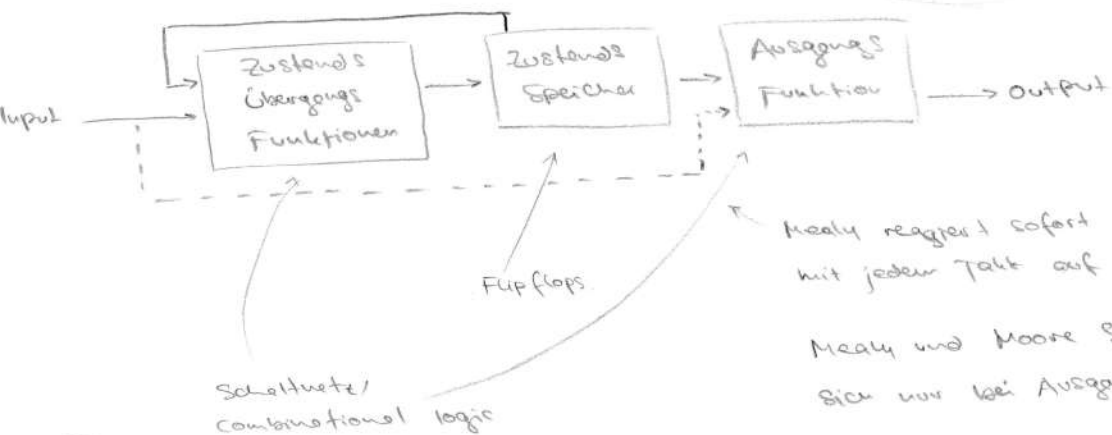 Input
Zustands
Übergangs
Funktionen
Zustands
Speicher
Ausgangs
Funktion
Output
Flipflops
Schaltnetz/
combinational logic
Mealy reagiert sofort
mit jedem Takt auf
Mealy und Moore
sich nur bei Ausga